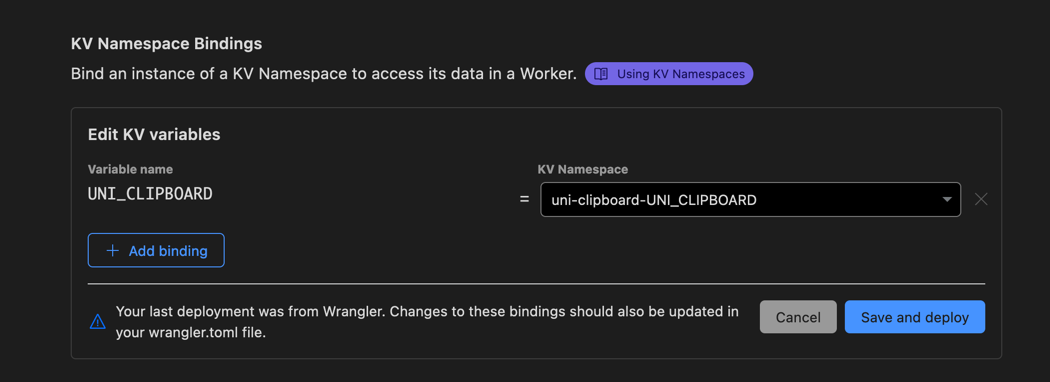 KV Namespace Bindings
Bind an instance of a KV Namespace to access its data in a Worker. Using KV Namespaces
Edit KV variables
Variable name
KV Namespace
UNI_CLIPBOARD
=
uni-clipboard-UNI_CLIPBOARD
+ Add binding
Your last deployment was from Wrangler. Changes to these bindings should also be updated in
your wrangler.toml file.
Cancel
Save and deploy